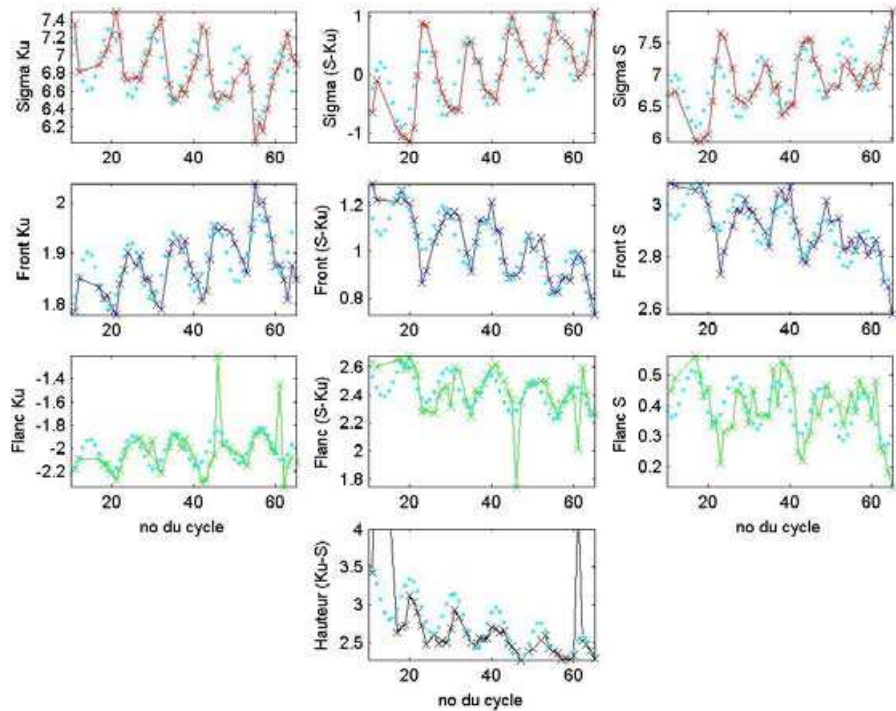 7.4
7.2
7
6.8
6.6
6.4
6.2
Sigma Ku
20 40 60
1
0
-1
Sigma (S-Ku)
20 40 60
7.5
7
6.5
6
Sigma S
20 40 60
2
1.9
1.8
Front Ku
20 40 60
1.2
1
0.8
Front (S-Ku)
20 40 60
3
2.8
2.6
Front S
20 40 60
-1.4
-1.6
-1.8
-2
-2.2
Flanc Ku
20 40 60
no du cycle
2.6
2.4
2.2
2
1.8
Flanc (S-Ku)
20 40 60
0.5
0.4
0.3
0.2
Flanc S
20 40 60
no du cycle
4
3.5
3
2.5
Hauteur (Ku-S)
20 40 60
no du cycle